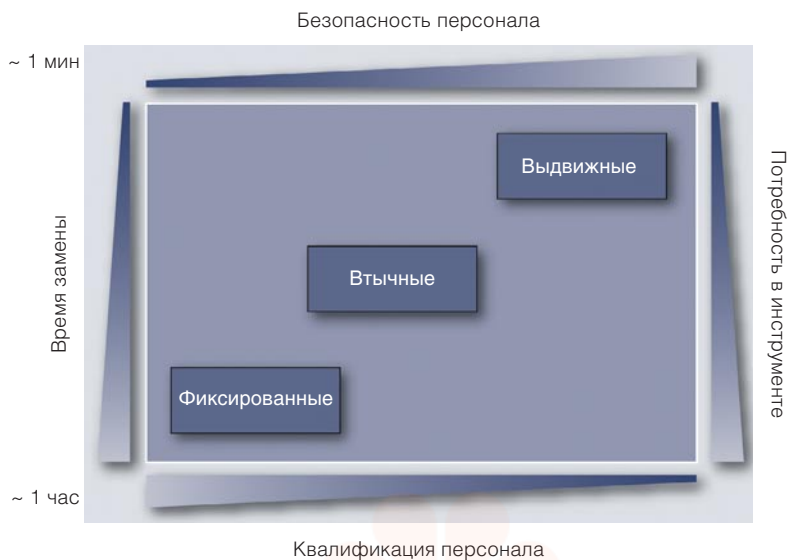 Безопасность персонала
~ 1 мин
Выдвижные
Потребность в инструменте
Время замены
Втычные
Фиксированные
~ 1 час
Квалификация персонала